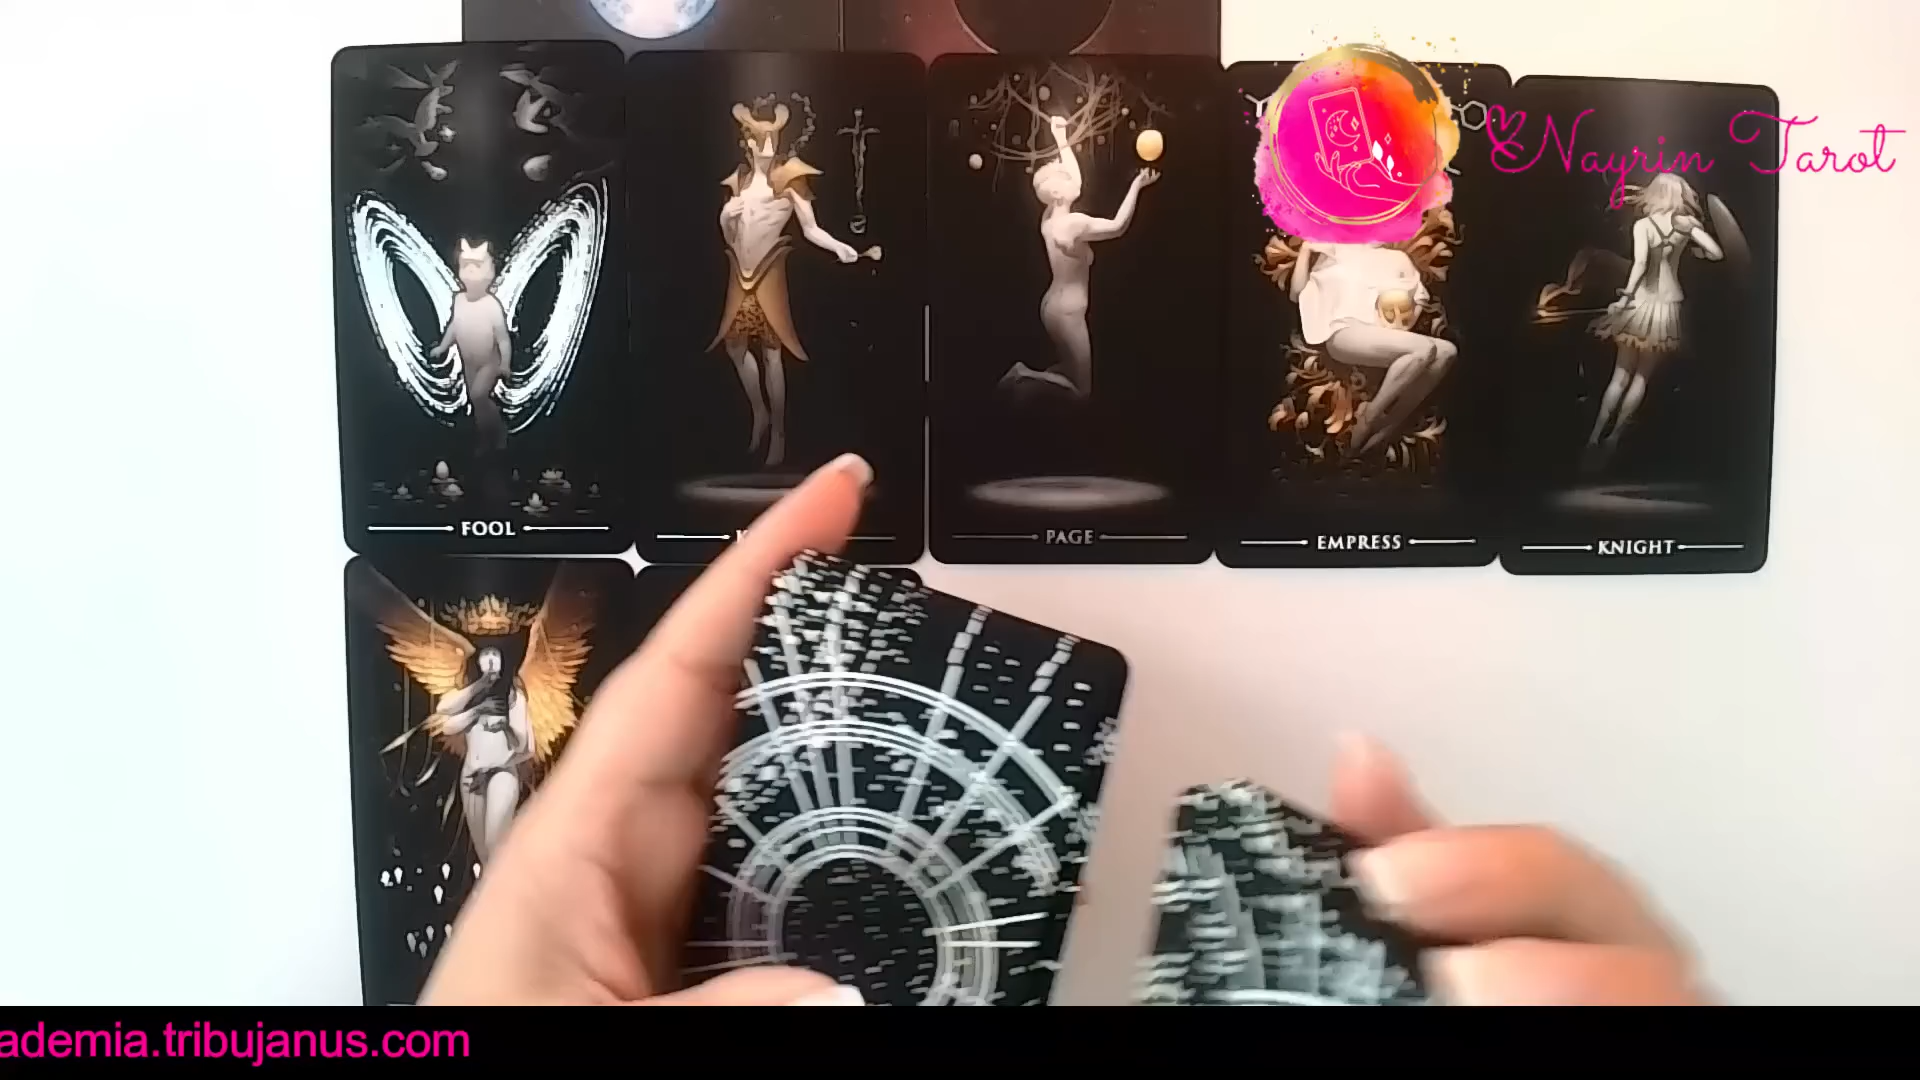 Nayrin Tarot
FOOL
PAGE
EMPRESS
KNIGHT
ademia.tribujanus.com